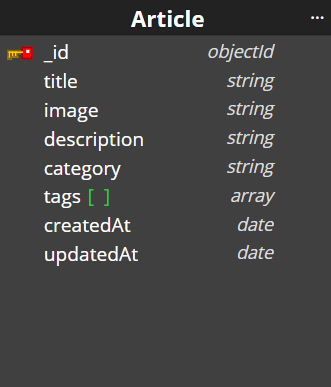 Article ...
_id objectId
title string
image string
description string
category string
tags [ ] array
createdAt date
updatedAt date